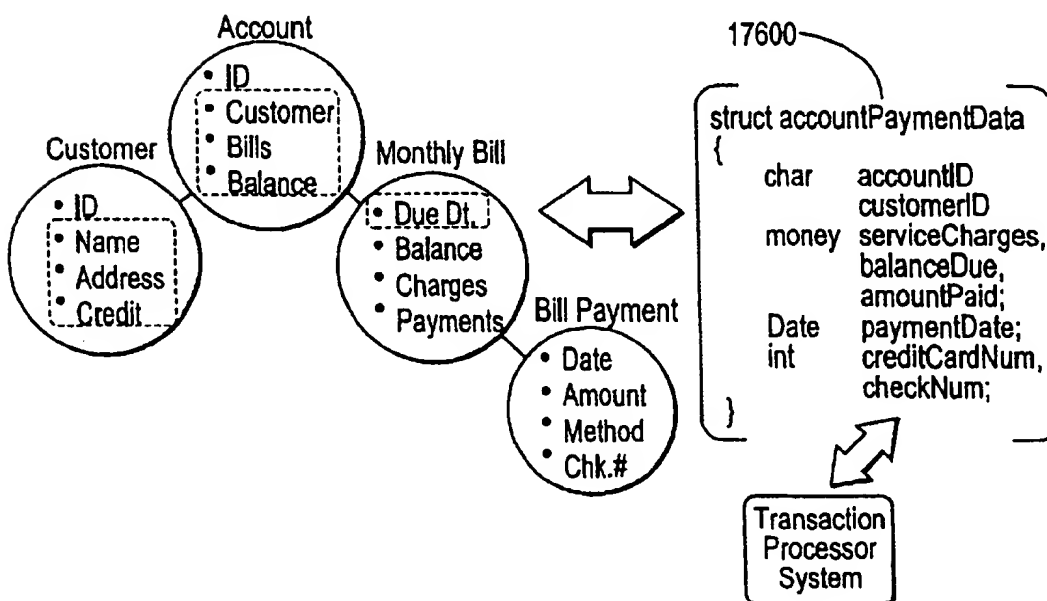 Account
• ID
• Customer
• Bills
• Balance
Customer
• ID
• Name
• Address
• Credit
Monthly Bill
• Due Dt.
• Balance
• Charges
• Payments
Bill Payment
• Date
• Amount
• Method
• Chk.#
17600
struct accountPaymentData
{
char accountID
customerID
money serviceCharges,
balanceDue,
amountPaid;
Date paymentDate;
int creditCardNum,
checkNum;
}
Transaction
Processor
System